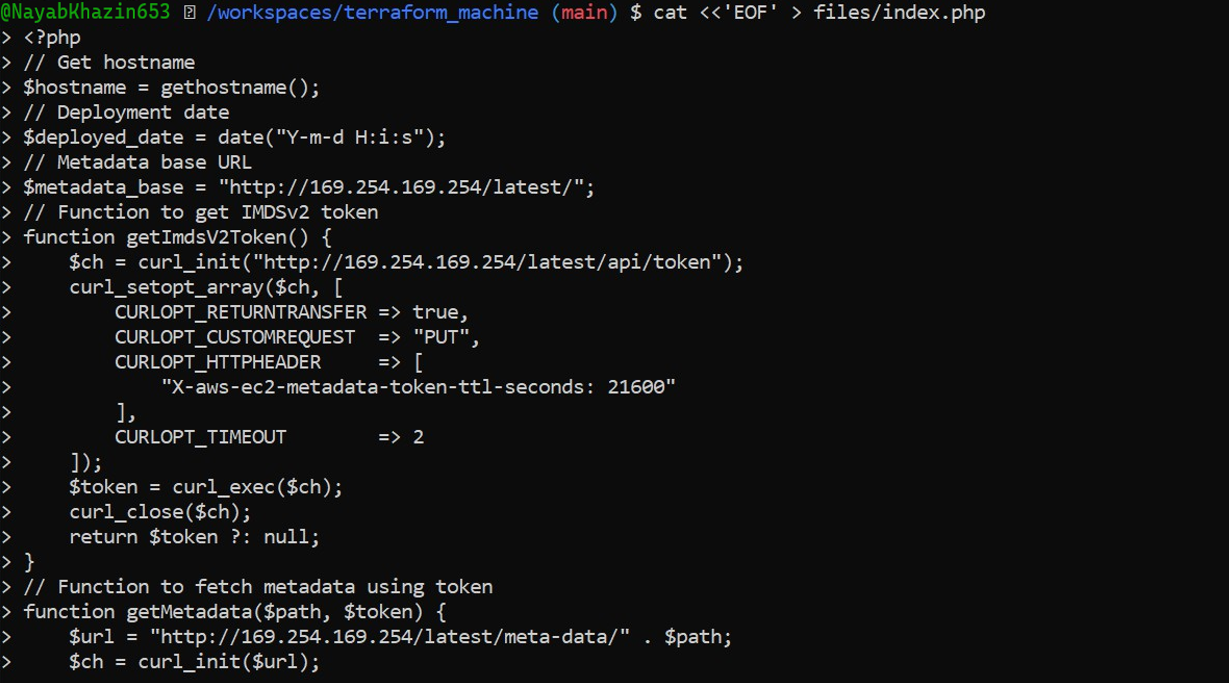 @NayabKhazin653 /workspaces/terraform_machine (main) $ cat <<'EOF' > files/index.php
> <?php
> // Get hostname
> $hostname = gethostname();
> // Deployment date
> $deployed_date = date("Y-m-d H:i:s");
> // Metadata base URL
> $metadata_base = "http://169.254.169.254/latest/";
> // Function to get IMDSv2 token
> function getImdsV2Token() {
>     $ch = curl_init("http://169.254.169.254/latest/api/token");
>     curl_setopt_array($ch, [
>         CURLOPT_RETURNTRANSFER => true,
>         CURLOPT_CUSTOMREQUEST  => "PUT",
>         CURLOPT_HTTPHEADER     => [
>             "X-aws-ec2-metadata-token-ttl-seconds: 21600"
>         ],
>         CURLOPT_TIMEOUT        => 2
>     ]);
>     $token = curl_exec($ch);
>     curl_close($ch);
>     return $token ?: null;
> }
> // Function to fetch metadata using token
> function getMetadata($path, $token) {
>     $url = "http://169.254.169.254/latest/meta-data/" . $path;
>     $ch = curl_init($url);